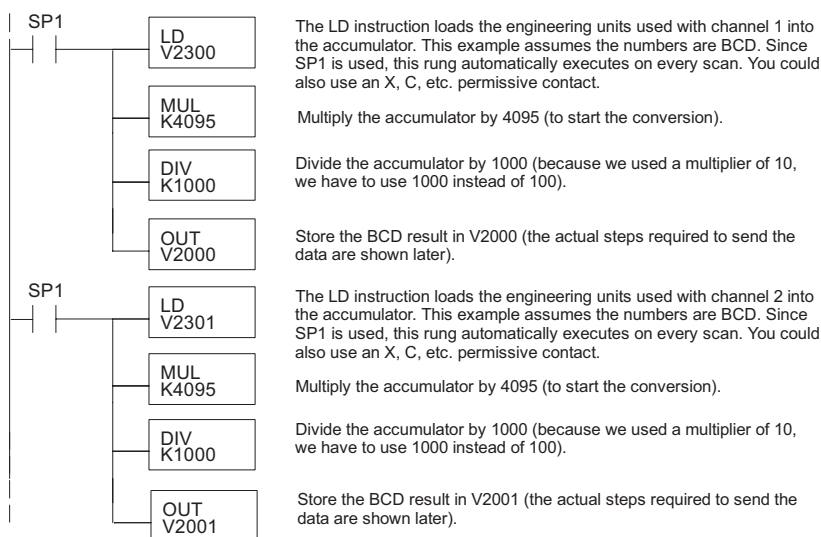 SP1
LD
V2300
The LD instruction loads the engineering units used with channel 1 into
the accumulator. This example assumes the numbers are BCD. Since
SP1 is used, this rung automatically executes on every scan. You could
also use an X, C, etc. permissive contact.
MUL
K4095
Multiply the accumulator by 4095 (to start the conversion).
DIV
K1000
Divide the accumulator by 1000 (because we used a multiplier of 10,
we have to use 1000 instead of 100).
OUT
V2000
Store the BCD result in V2000 (the actual steps required to send the
data are shown later).
SP1
LD
V2301
The LD instruction loads the engineering units used with channel 2 into
the accumulator. This example assumes the numbers are BCD. Since
SP1 is used, this rung automatically executes on every scan. You could
also use an X, C, etc. permissive contact.
MUL
K4095
Multiply the accumulator by 4095 (to start the conversion).
DIV
K1000
Divide the accumulator by 1000 (because we used a multiplier of 10,
we have to use 1000 instead of 100).
OUT
V2001
Store the BCD result in V2001 (the actual steps required to send the
data are shown later).